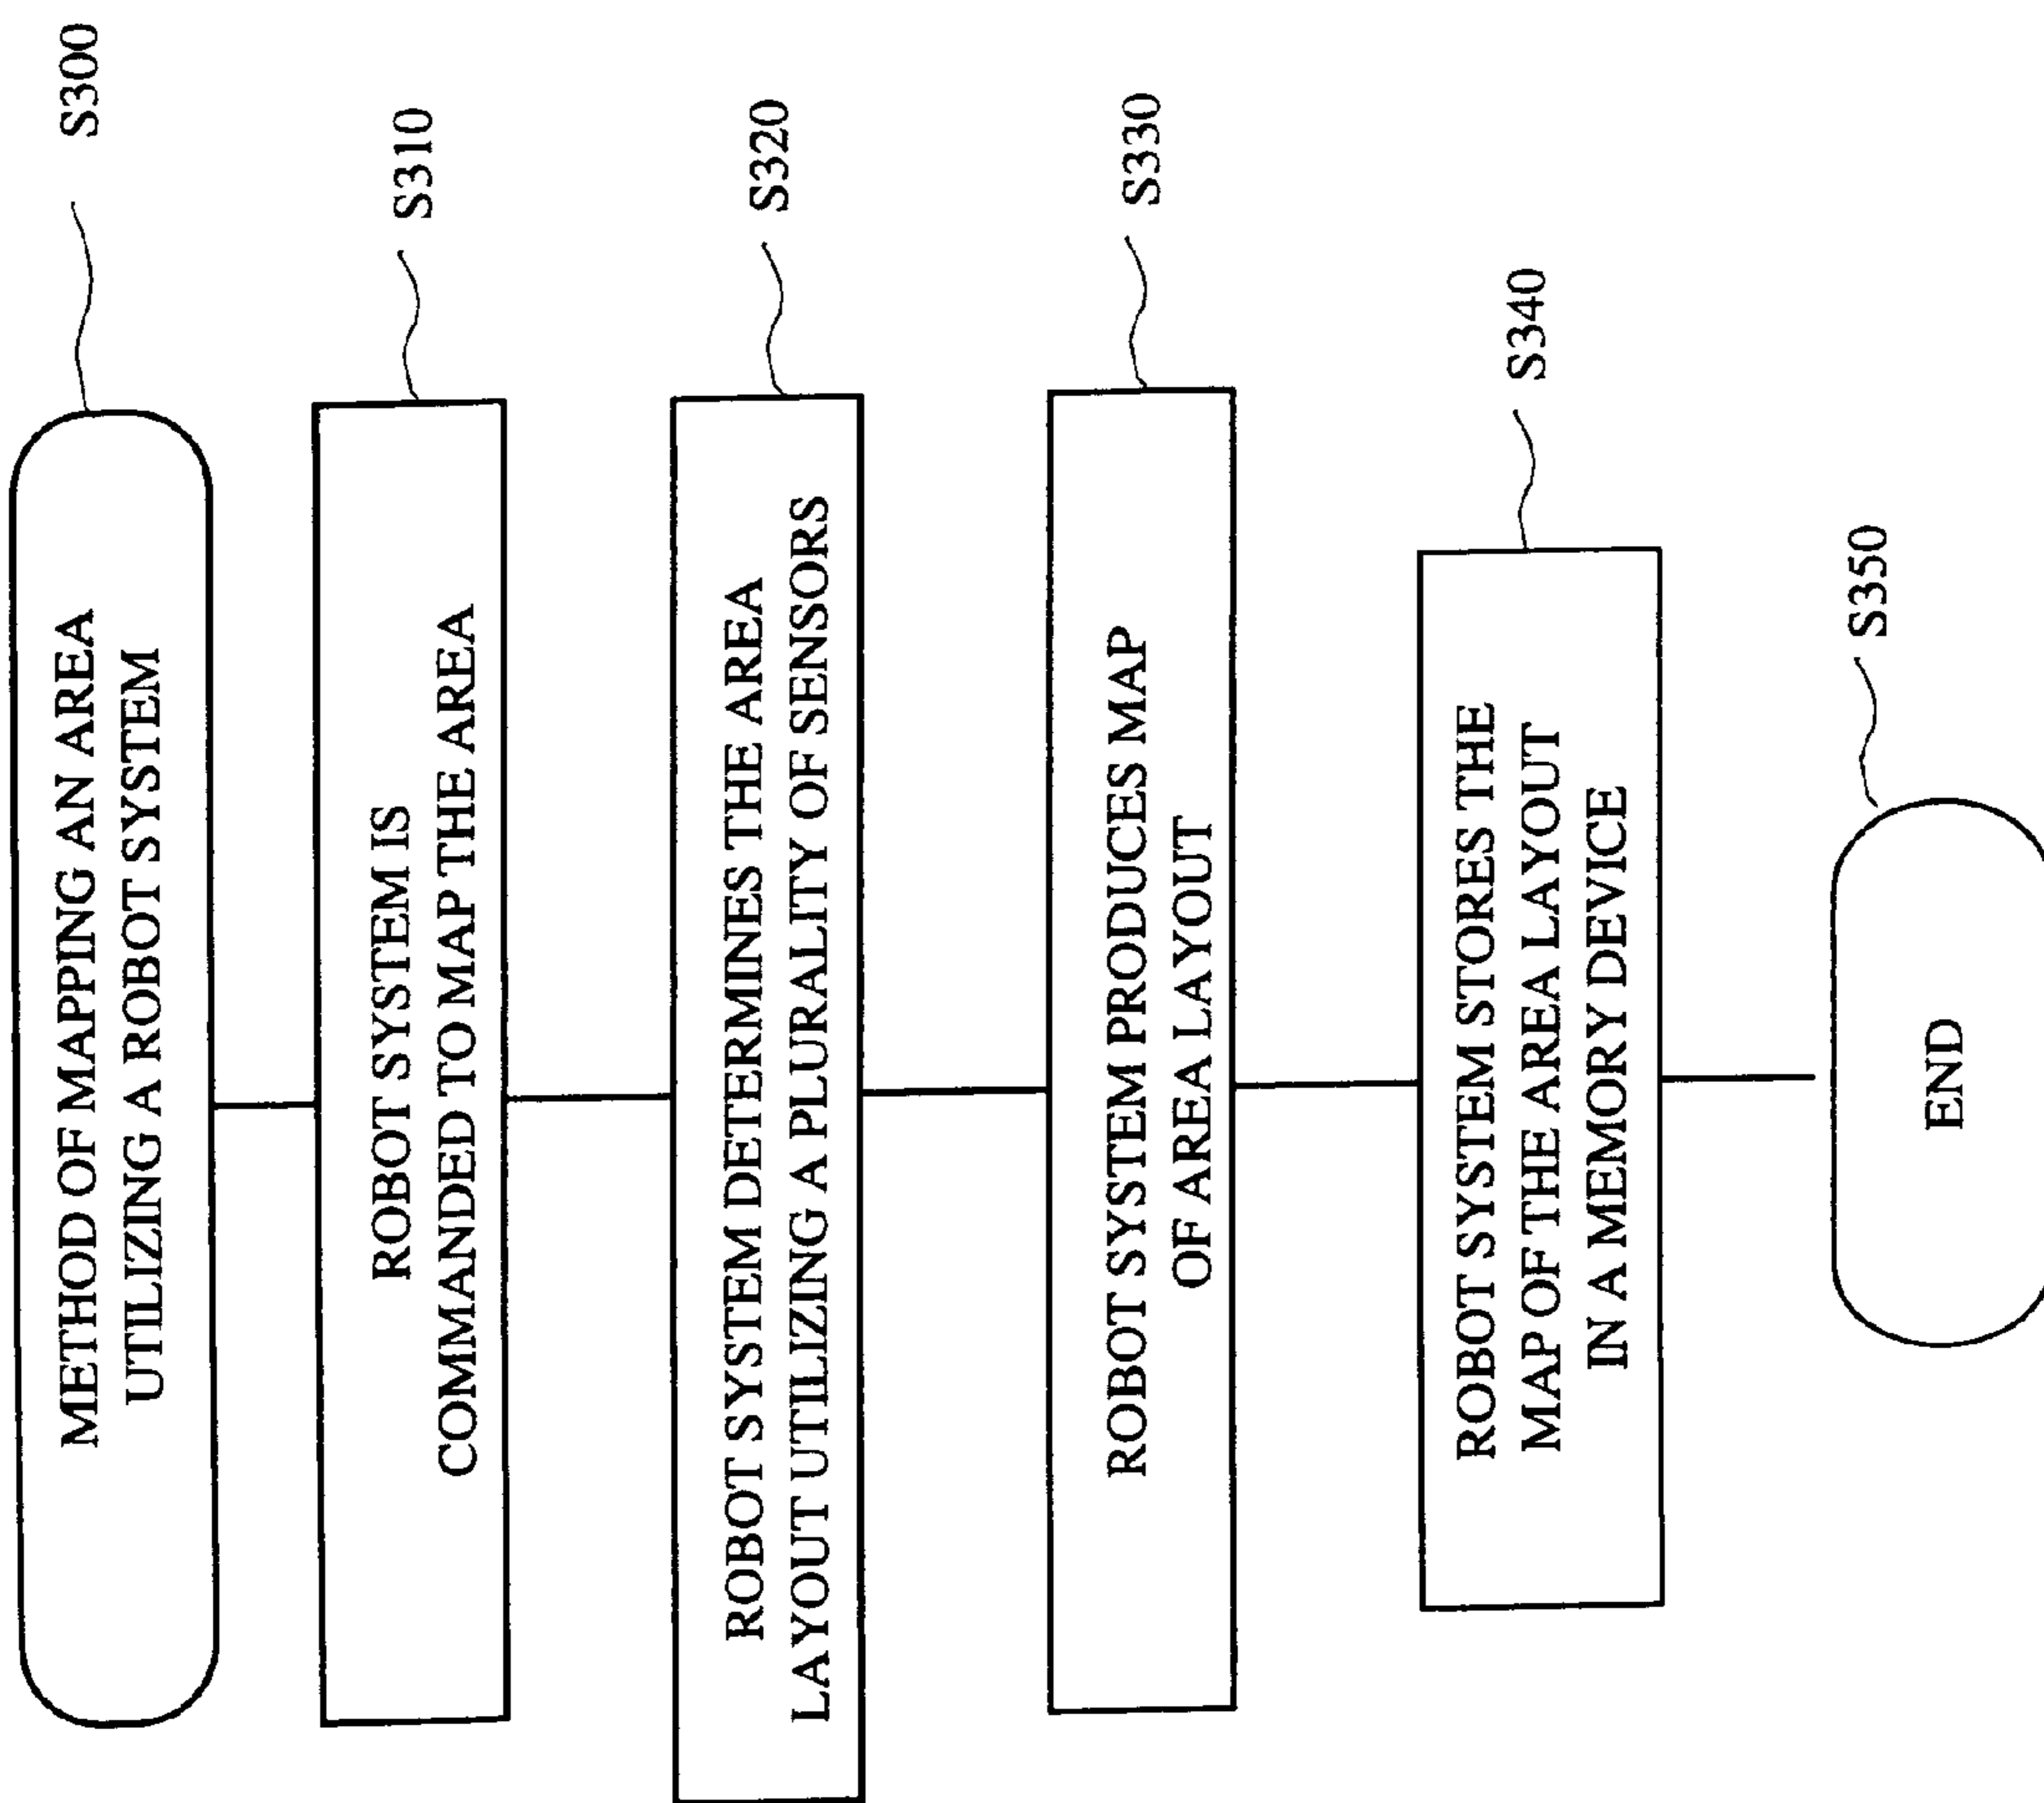 METHOD OF MAPPING AN AREA
UTILIZING A ROBOT SYSTEM
S300
ROBOT SYSTEM IS
COMMANDED TO MAP THE AREA
S310
ROBOT SYSTEM DETERMINES THE AREA
LAYOUT UTILIZING A PLURALITY OF SENSORS
S320
ROBOT SYSTEM PRODUCES MAP
OF AREA LAYOUT
S330
ROBOT SYSTEM STORES THE
MAP OF THE AREA LAYOUT
IN A MEMORY DEVICE
S340
END
S350